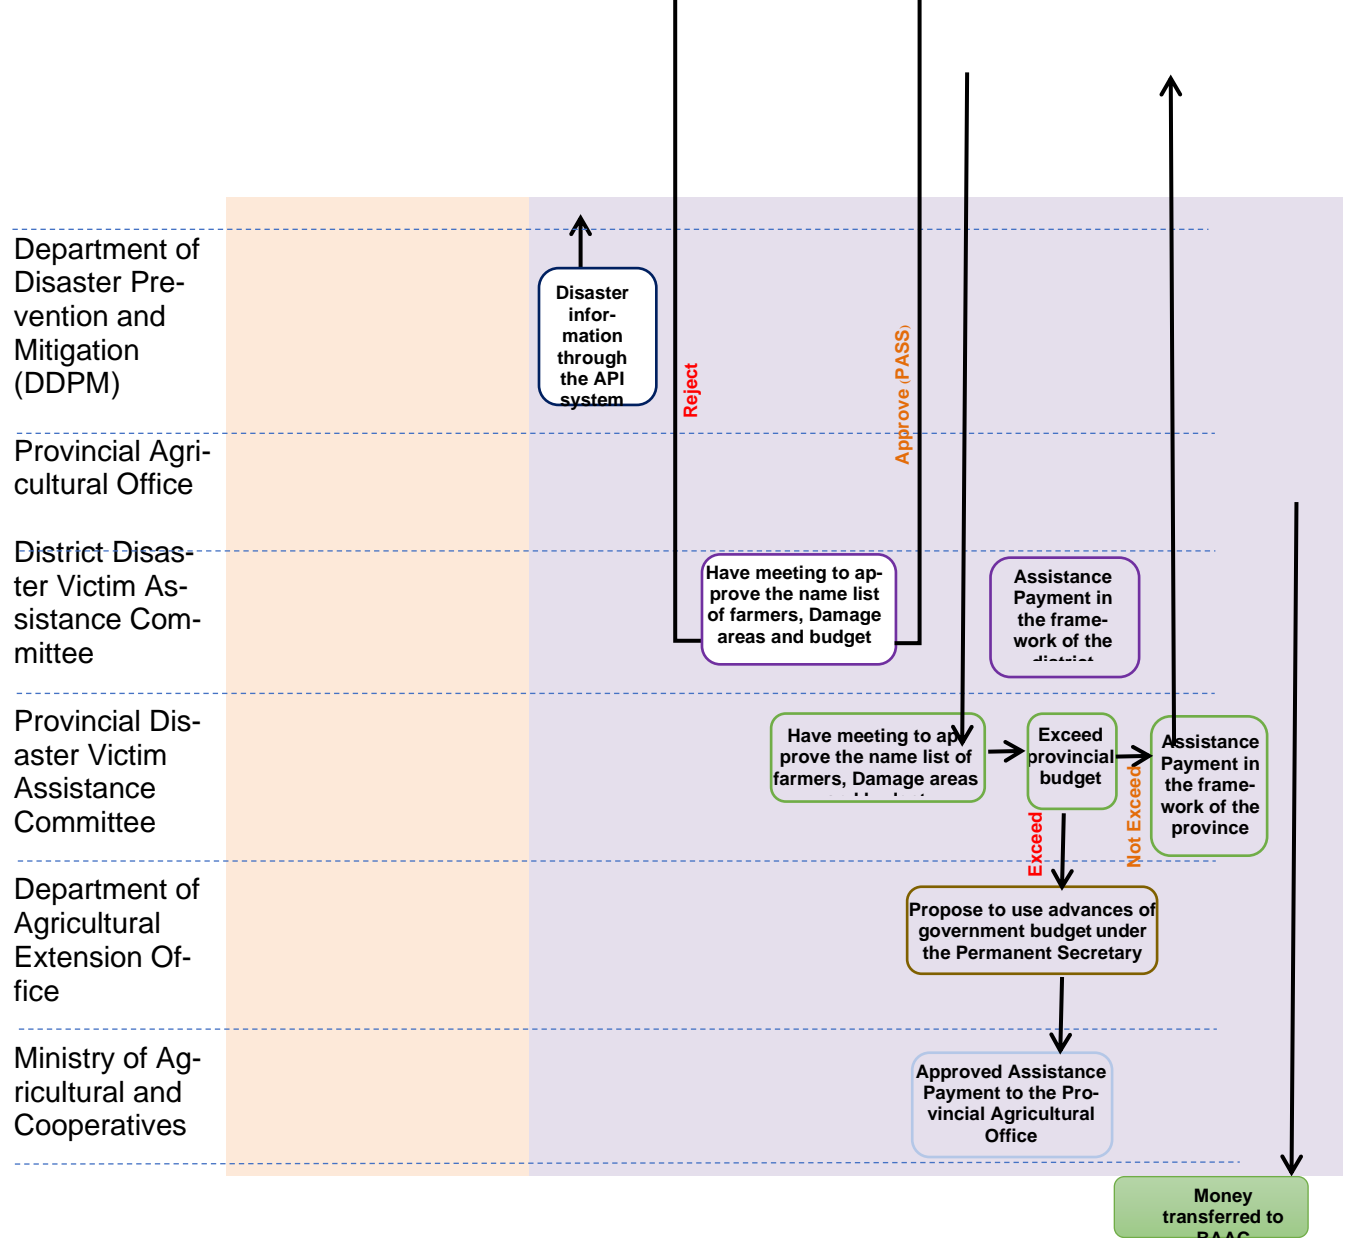 Department of
Disaster Pre-
vention and
Mitigation
(DDPM)
Disaster
infor-
mation
through
the API
system
Reject
Approve (PASS)
Provincial Agri-
cultural Office
District Disas-
ter Victim As-
sistance Com-
mittee
Have meeting to ap-
prove the name list
of farmers, Damage
areas and budget
Assistance
Payment in
the frame-
work of the
district
Provincial Dis-
aster Victim
Assistance
Committee
Have meeting to ap-
prove the name list of
farmers, Damage areas
Exceed
provincial
budget
Assistance
Payment in
the frame-
work of the
province
Exceed
Not Exceed
Department of
Agricultural
Extension Of-
fice
Propose to use advances of
government budget under
the Permanent Secretary
Ministry of Ag-
ricultural and
Cooperatives
Approved Assistance
Payment to the Pro-
vincial Agricultural
Office
Money
transferred to
BAAC